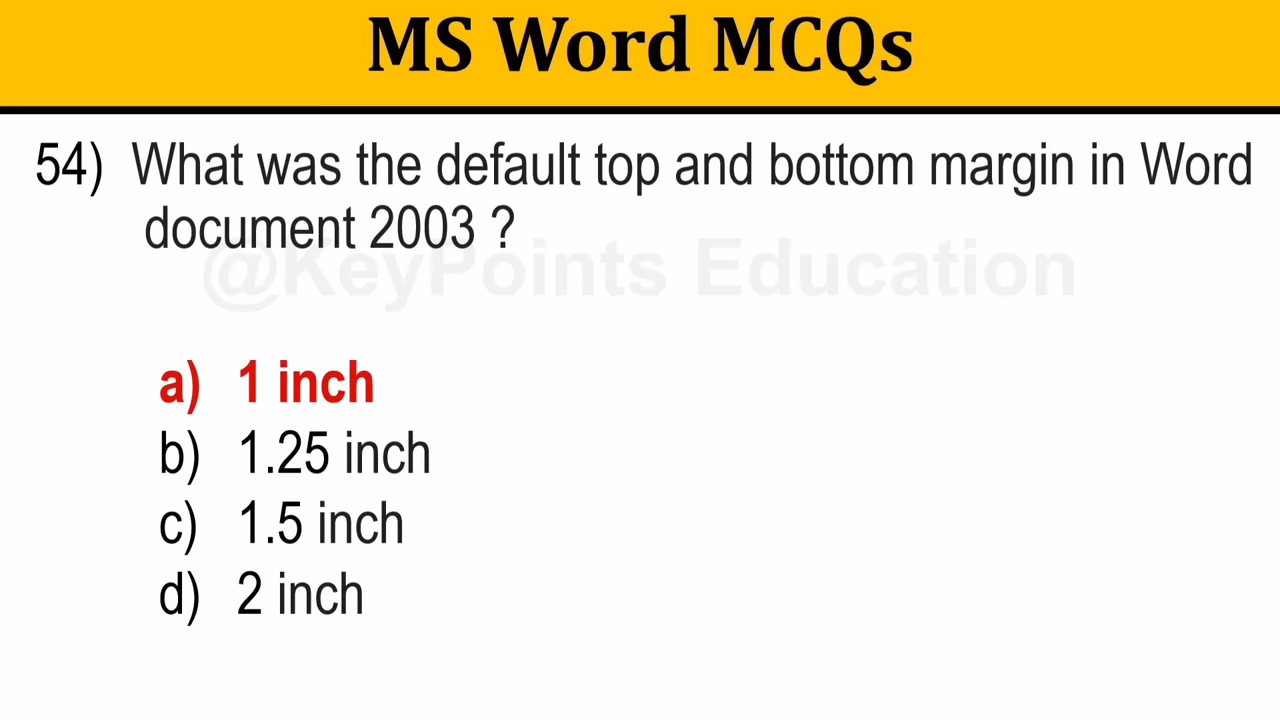 MS Word MCQs
54) What was the default top and bottom margin in Word
document 2003 ?
@KeyPoints Education
a) 1 inch
b) 1.25 inch
c) 1.5 inch
d) 2 inch